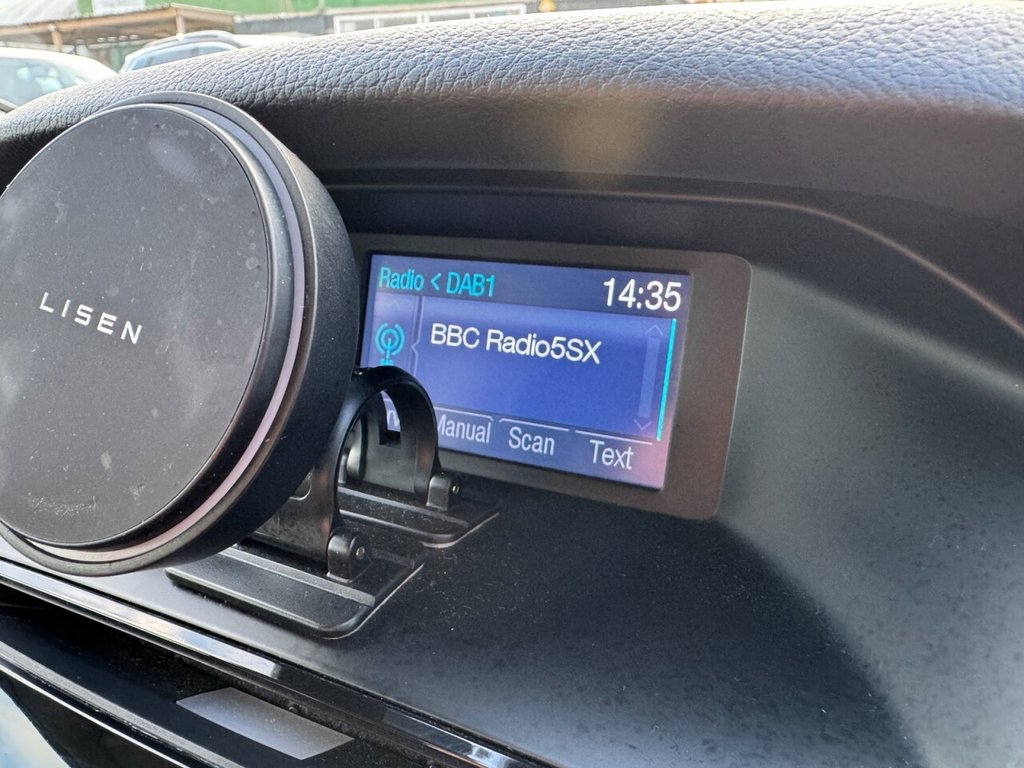 LISEN
Radio < DAB1
14:35
BBC Radio5SX
Manual
Scan
Text